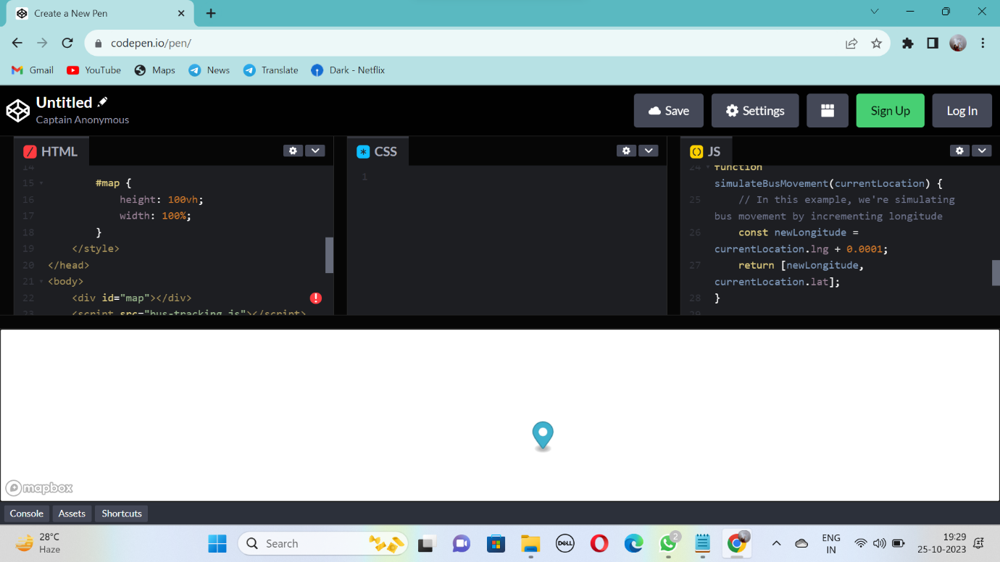 Create a New Pen
codepen.io/pen/
Gmail
YouTube
Maps
News
Translate
Dark - Netflix
Untitled
Captain Anonymous
Save
Settings
Sign Up
Log In
HTML
14
15 #map {
16 height: 100vh;
17 width: 100%;
18 }
19 </style>
20 </head>
21 <body>
22 <div id="map"></div>
23 <script src="bus-tracking.js"></script>
CSS
1
JS
24 function
simulateBusMovement(currentLocation) {
25 // In this example, we're simulating
bus movement by incrementing longitude
26 const newLongitude =
currentLocation.lng + 0.0001;
27 return [newLongitude,
currentLocation.lat];
28 }
29
mapbox
Console
Assets
Shortcuts
28°C
Haze
Search
DELL
2
ENG
IN
19:29
25-10-2023